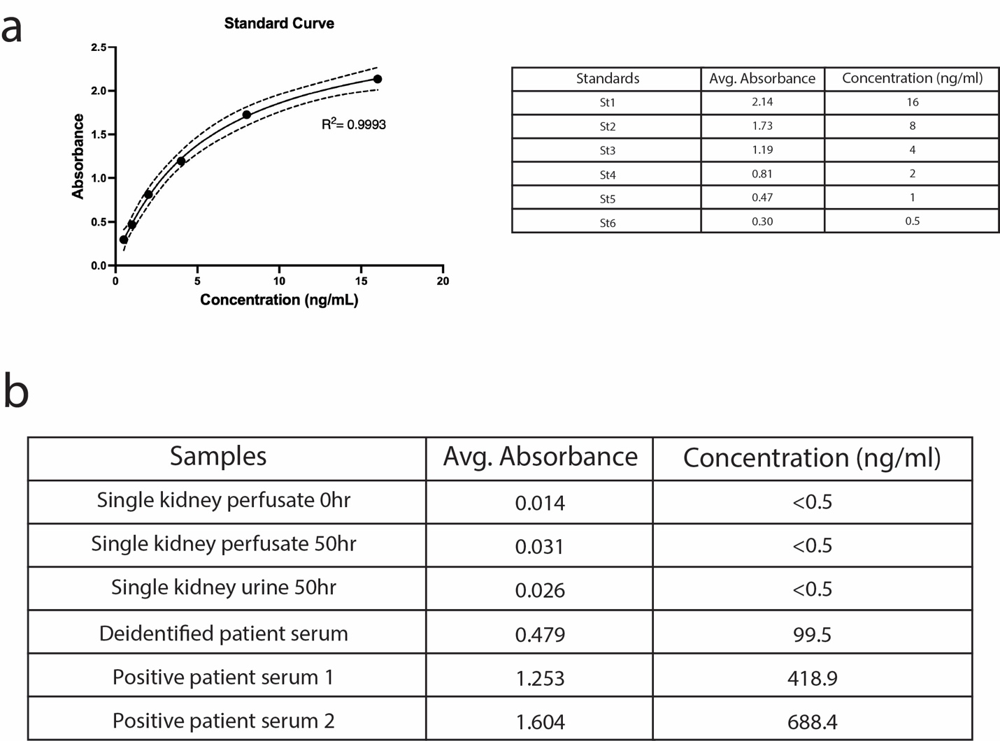 a
Standard Curve
2.5
2.0
1.5
1.0
0.5
0.0
Absorbance
R²= 0.9993
0 5 10 15 20
Concentration (ng/mL)
Standards Avg. Absorbance Concentration (ng/ml)
St1 2.14 16
St2 1.73 8
St3 1.19 4
St4 0.81 2
St5 0.47 1
St6 0.30 0.5
b
Samples Avg. Absorbance Concentration (ng/ml)
Single kidney perfusate 0hr 0.014 <0.5
Single kidney perfusate 50hr 0.031 <0.5
Single kidney urine 50hr 0.026 <0.5
Deidentified patient serum 0.479 99.5
Positive patient serum 1 1.253 418.9
Positive patient serum 2 1.604 688.4